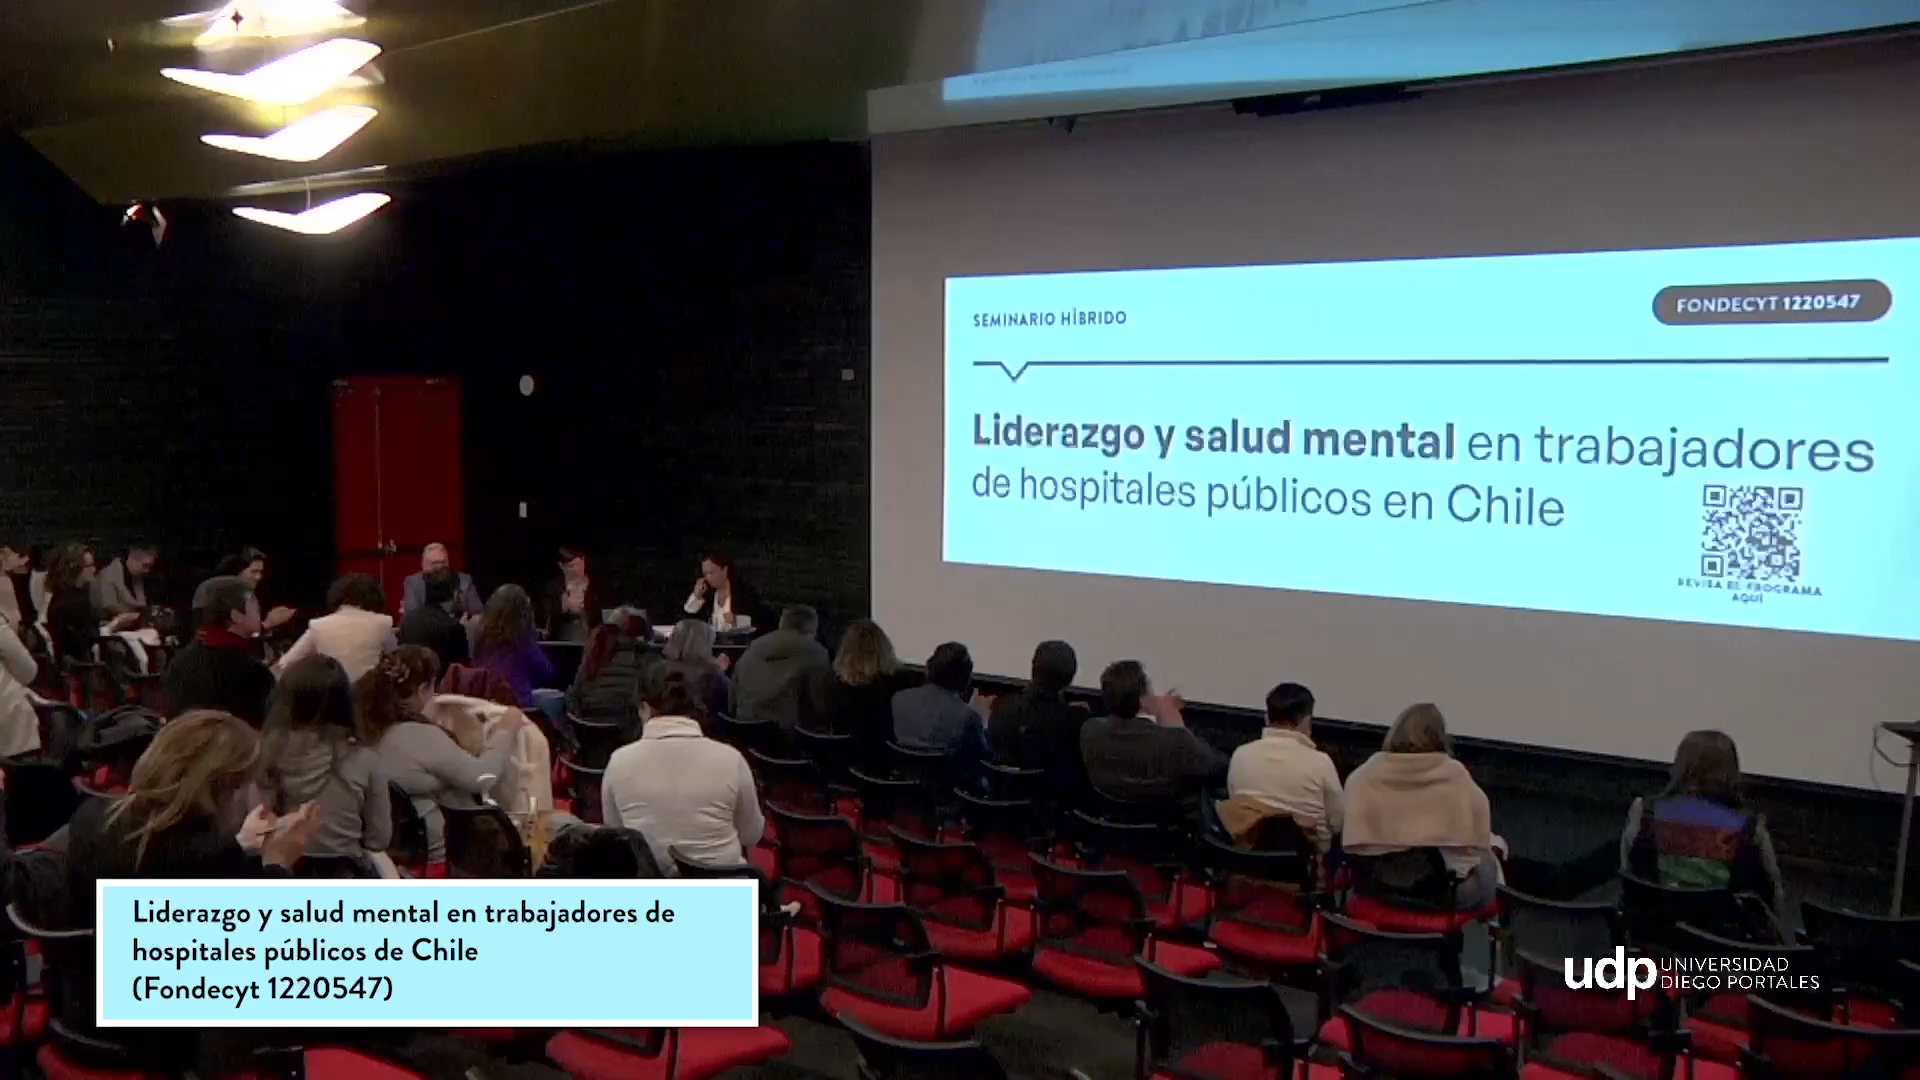 SEMINARIO HÍBRIDO
FONDECYT 1220547
Liderazgo y salud mental en trabajadores
de hospitales públicos en Chile
REVISA EL PROGRAMA
AQUÍ
Liderazgo y salud mental en trabajadores de
hospitales públicos de Chile
(Fondecyt 1220547)
udp UNIVERSIDAD
DIEGO PORTALES